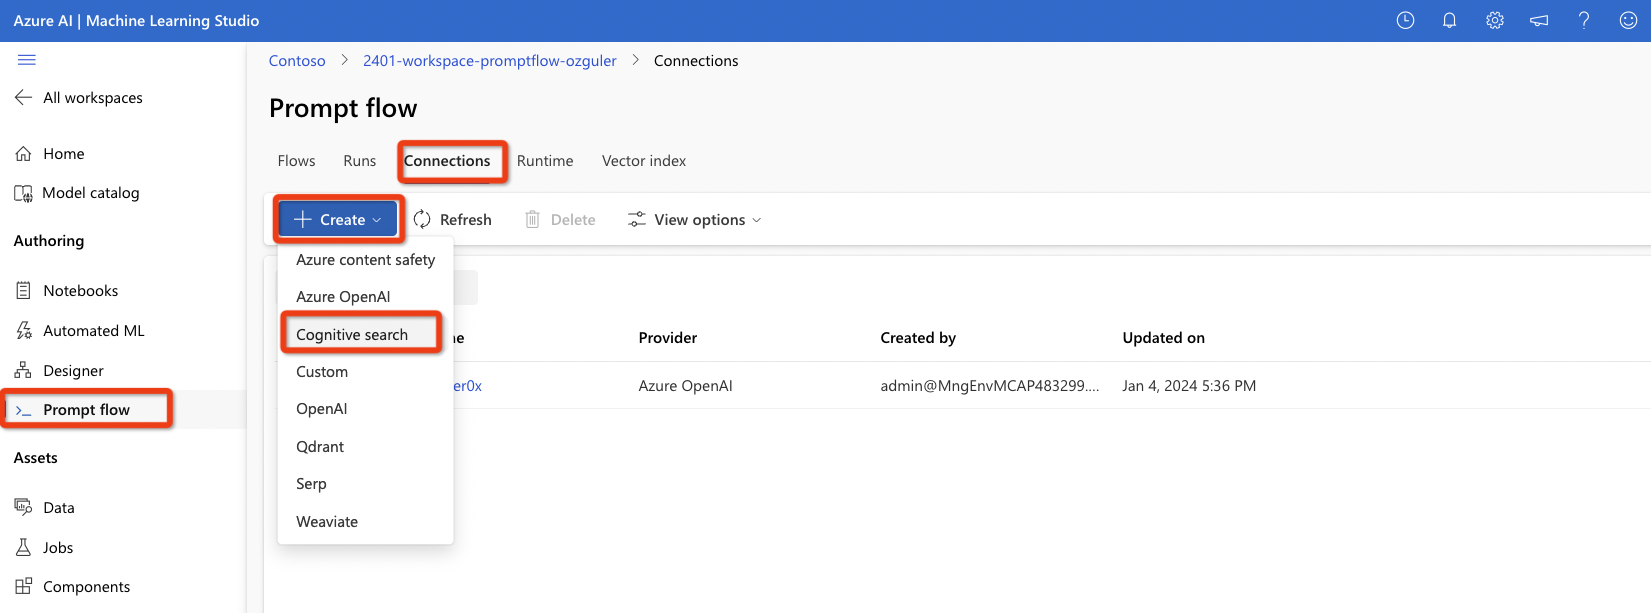 Azure AI | Machine Learning Studio
All workspaces
Home
Model catalog
Authoring
Notebooks
Automated ML
Designer
Prompt flow
Assets
Data
Jobs
Components
Contoso > 2401-workspace-promptflow-ozguler > Connections
Prompt flow
Flows Runs Connections Runtime Vector index
Create Refresh Delete View options
Azure content safety
Azure OpenAI
Cognitive search
Custom
OpenAI
Qdrant
Serp
Weaviate
Provider Created by Updated on
er0x Azure OpenAI admin@MngEnvMCAP483299.... Jan 4, 2024 5:36 PM